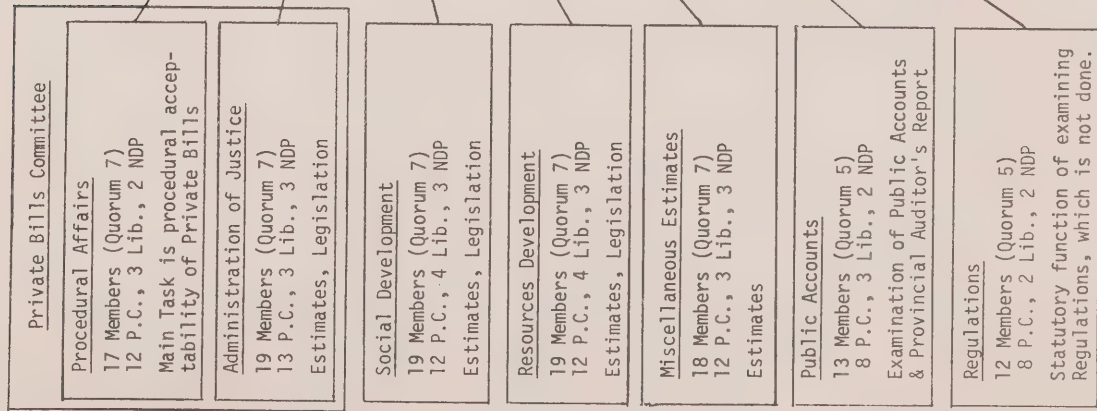 Private Bills Committee
Procedural Affairs
17 Members (Quorum 7)
12 P.C., 3 Lib., 2 NDP
Main Task is procedural accep-
tability of Private Bills
Administration of Justice
19 Members (Quorum 7)
13 P.C., 3 Lib., 3 NDP
Estimates, Legislation
Social Development
19 Members (Quorum 7)
12 P.C., 4 Lib., 3 NDP
Estimates, Legislation
Resources Development
19 Members (Quorum 7)
12 P.C., 4 Lib., 3 NDP
Estimates, Legislation
Miscellaneous Estimates
18 Members (Quorum 7)
12 P.C., 3 Lib., 3 NDP
Estimates
Public Accounts
13 Members (Quorum 5)
8 P.C., 3 Lib., 2 NDP
Examination of Public Accounts
& Provincial Auditor's Report
Regulations
12 Members (Quorum 5)
8 P.C., 2 Lib., 2 NDP
Statutory function of examining
Regulations, which is not done.